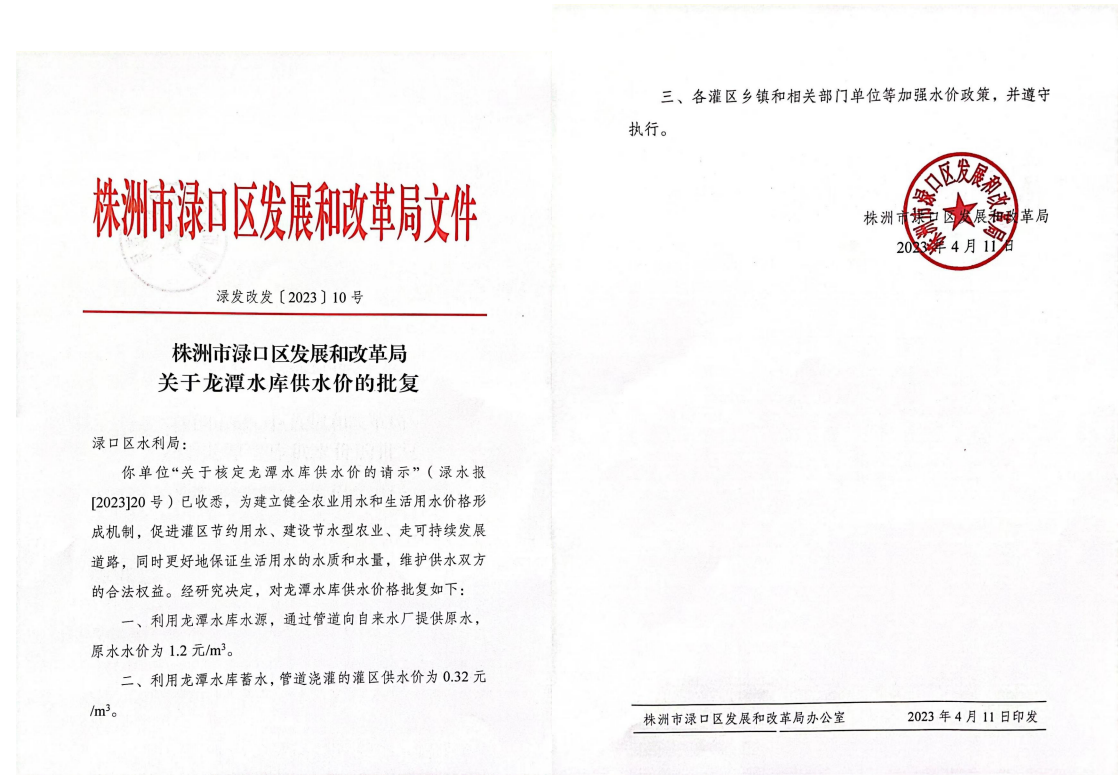 株洲市渌口区发展和改革局文件
渌发改发〔2023〕10号
株洲市渌口区发展和改革局
关于龙潭水库供水价的批复
渌口区水利局：
你单位“关于核定龙潭水库供水价的请示”（渌水报
[2023]20号）已收悉，为建立健全农业用水和生活用水价格形
成机制，促进灌区节约用水、建设节水型农业、走可持续发展
道路，同时更好地保证生活用水的水质和水量，维护供水双方
的合法权益。经研究决定，对龙潭水库供水价格批复如下：
一、利用龙潭水库水源，通过管道向自来水厂提供原水，
原水水价为1.2元/m³。
二、利用龙潭水库蓄水，管道浇灌的灌区供水价为0.32元
/m³。
三、各灌区乡镇和相关部门单位等加强水价政策，并遵守
执行。
株洲市渌口区发展和改革局
株洲市渌口区发展和改革局
2023年4月11日
株洲市渌口区发展和改革局办公室 2023年4月11日印发